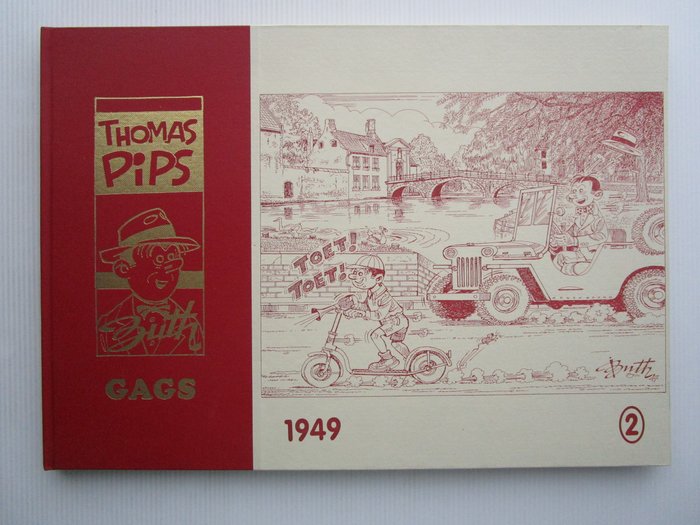 THOMAS
PiPS
Buth
GAGS
TOET!
TOET!
Buth
1949
2